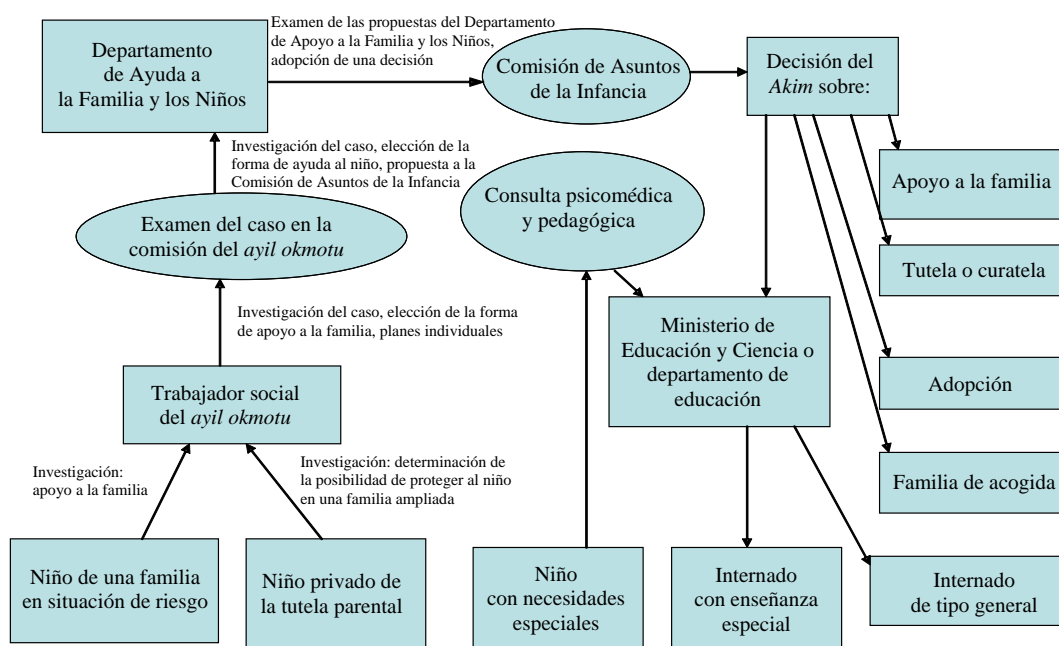 Departamento
de Ayuda a
la Familia y los Niños
Examen de las propuestas del Departamento
de Apoyo a la Familia y los Niños,
adopción de una decisión
Comisión de Asuntos
de la Infancia
Decisión del
Akim sobre:
Investigación del caso, elección de la
forma de ayuda al niño, propuesta a la
Comisión de Asuntos de la Infancia
Apoyo a la familia
Consulta psicomédica
y pedagógica
Examen del caso en la
comisión del ayil okmotu
Tutela o curatela
Investigación del caso, elección de la forma
de apoyo a la familia, planes individuales
Ministerio de
Educación y Ciencia o
departamento de
educación
Adopción
Trabajador social
del ayil okmotu
Investigación:
apoyo a la familia
Investigación: determinación de
la posibilidad de proteger al niño
en una familia ampliada
Familia de acogida
Niño de una familia
en situación de riesgo
Niño privado de
la tutela parental
Niño
con necesidades
especiales
Internado
con enseñanza
especial
Internado
de tipo general